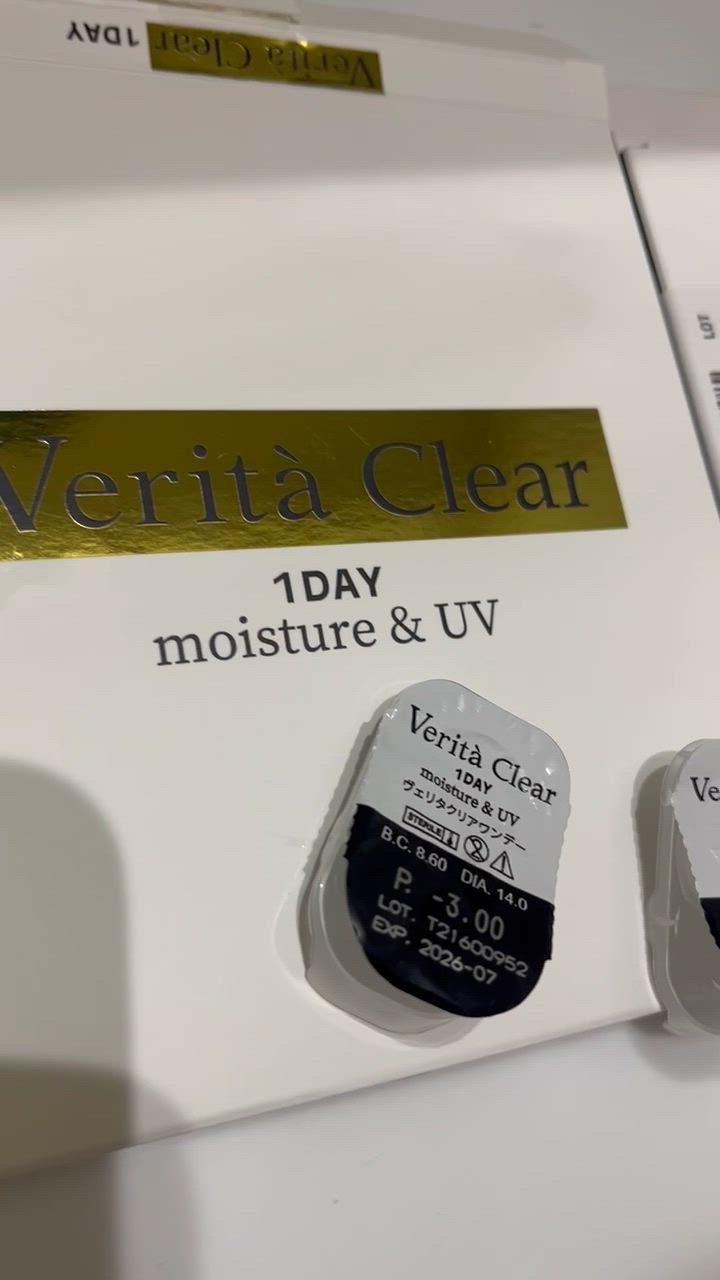 Verità Clear 1DAY
LOT
Verità Clear
1DAY
moisture & UV
Verità Clear
1DAY
moisture & UV
ヴェリタクリアワンデー
STERILE
B.C. 8.60 DIA. 14.0
P. -3.00
LOT. T21600952
EXP. 2026-07
Ve